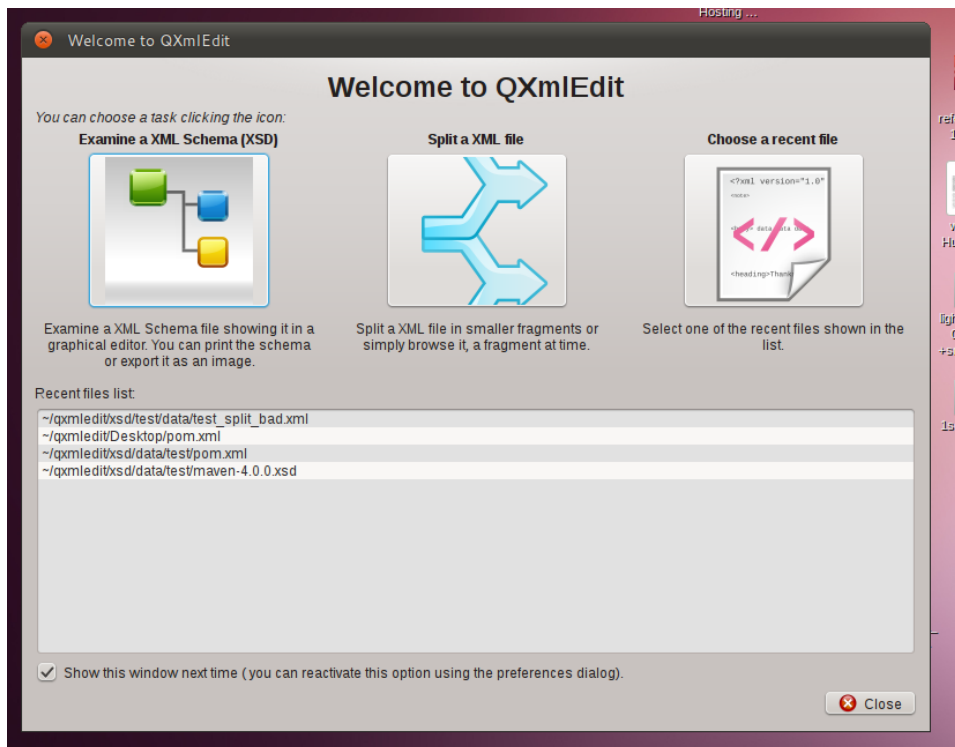 Hosting ...
Welcome to QXmlEdit
Welcome to QXmlEdit
You can choose a task clicking the icon:
Examine a XML Schema (XSD)
Split a XML file
Choose a recent file
<?xml version="1.0"
</>
<heading>Thank
Examine a XML Schema file showing it in a
graphical editor. You can print the schema
or export it as an image.
Split a XML file in smaller fragments or
simply browse it, a fragment at time.
Select one of the recent files shown in the
list.
Recent files list:
~/qxmledit/xsd/test/data/test_split_bad.xml
~/qxmledit/Desktop/pom.xml
~/qxmledit/xsd/data/test/pom.xml
~/qxmledit/xsd/data/test/maven-4.0.0.xsd
Show this window next time (you can reactivate this option using the preferences dialog).
Close